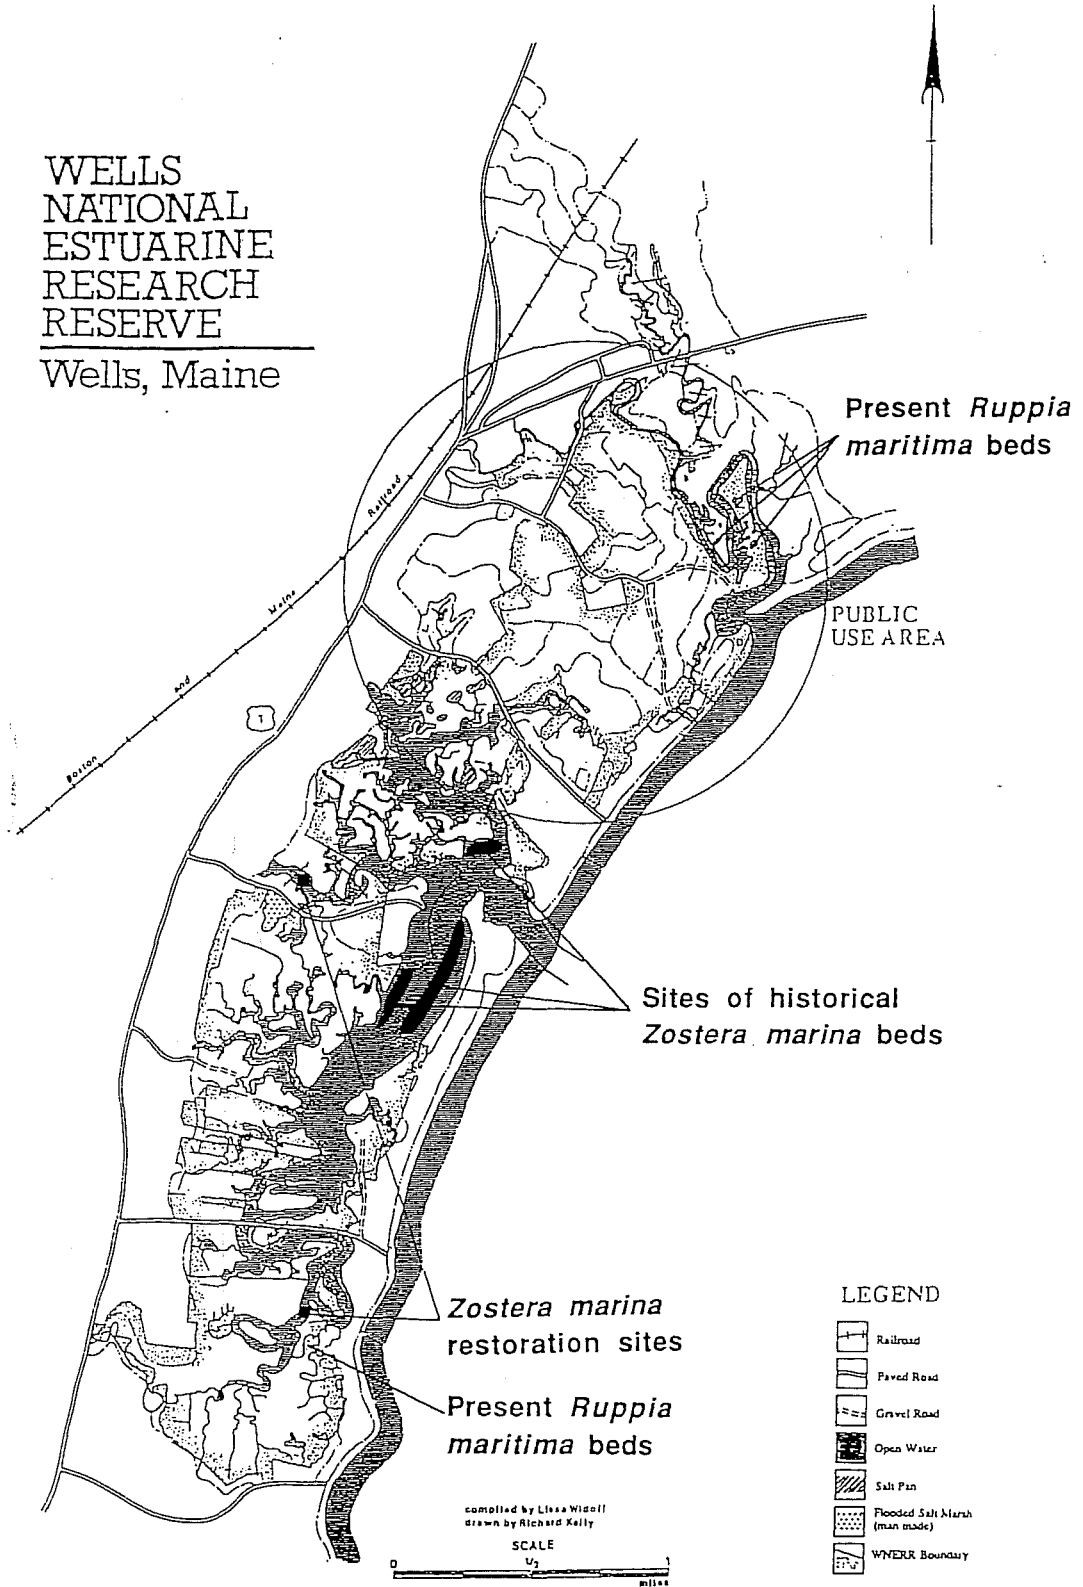 WELLS
NATIONAL
ESTUARINE
RESEARCH
RESERVE
Wells, Maine
Present Ruppia
maritima beds
Railroad
Maine
and
Boston
1
PUBLIC
USE AREA
Sites of historical
Zostera marina beds
Zostera marina
restoration sites
Present Ruppia
maritima beds
LEGEND
Railroad
Paved Road
Gravel Road
Open Water
Salt Pan
Flooded Salt Marsh
(man made)
WNERR Boundary
compiled by Lissa Widoff
drawn by Richard Kelly
SCALE
0 1/2 1
miles